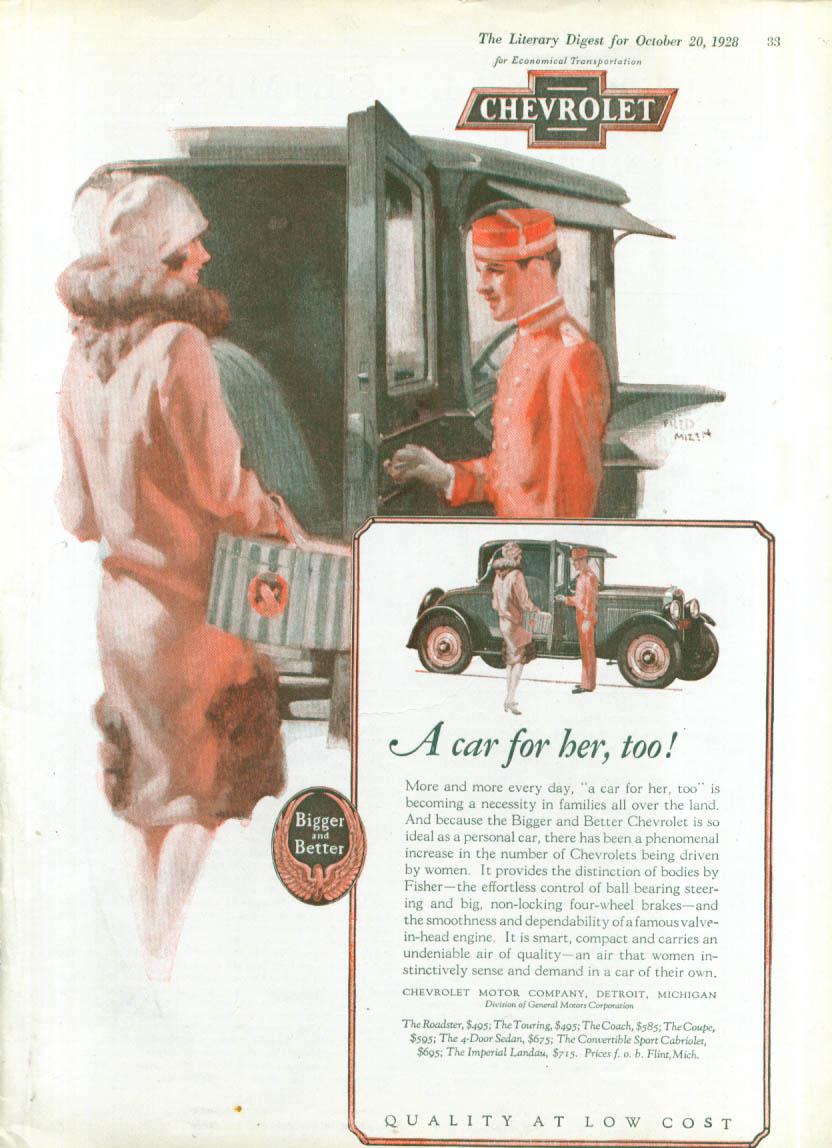 The Literary Digest for October 20, 1928 33
for Economical Transportation
CHEVROLET
FRED
MIZEN
A car for her, too!
More and more every day, "a car for her, too" is
becoming a necessity in families all over the land.
And because the Bigger and Better Chevrolet is so
ideal as a personal car, there has been a phenomenal
increase in the number of Chevrolets being driven
by women. It provides the distinction of bodies by
Fisher—the effortless control of ball bearing steer-
ing and big, non-locking four-wheel brakes—and
the smoothness and dependability of a famous valve-
in-head engine. It is smart, compact and carries an
undeniable air of quality—an air that women in-
stinctively sense and demand in a car of their own.
Bigger
and
Better
CHEVROLET MOTOR COMPANY, DETROIT, MICHIGAN
Division of General Motors Corporation
The Roadster, $495; The Touring, $495; The Coach, $585; The Coupe,
$595; The 4-Door Sedan, $675; The Convertible Sport Cabriolet,
$695; The Imperial Landau, $715. Prices f. o. b. Flint, Mich.
QUALITY AT LOW COST